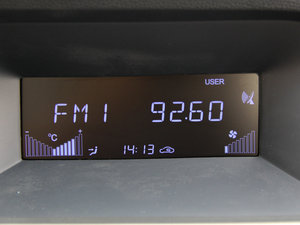 USER
FM1 92.60
- °C +
14:13